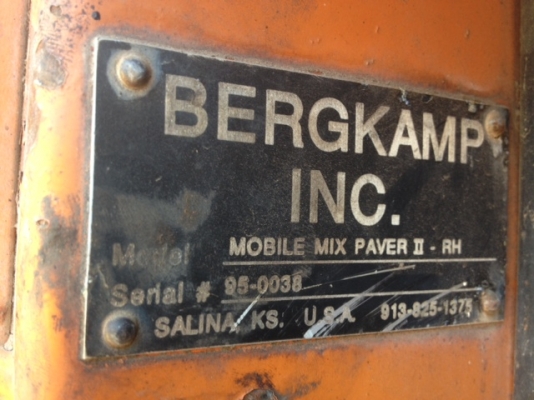 BERGKAMP
INC.
Model MOBILE MIX PAVER II - RH
Serial # 95-0038
SALINA, KS. U.S.A. 913-825-1375